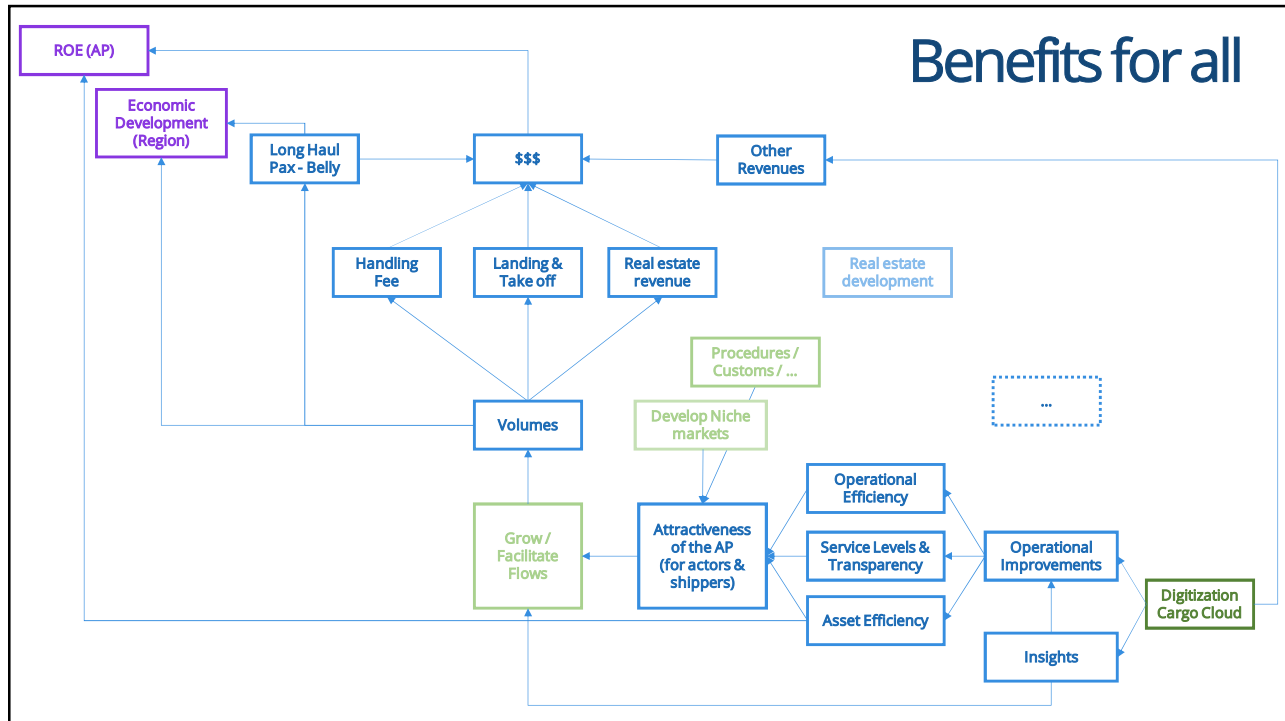 Benefits for all
ROE (AP)
Economic
Development
(Region)
Long Haul
Pax - Belly
$$$
Other
Revenues
Handling
Fee
Landing &
Take off
Real estate
revenue
Real estate
development
Procedures /
Customs / ...
Develop Niche
markets
...
Volumes
Operational
Efficiency
Grow /
Facilitate
Flows
Attractiveness
of the AP
(for actors &
shippers)
Service Levels &
Transparency
Operational
Improvements
Digitization
Cargo Cloud
Asset Efficiency
Insights